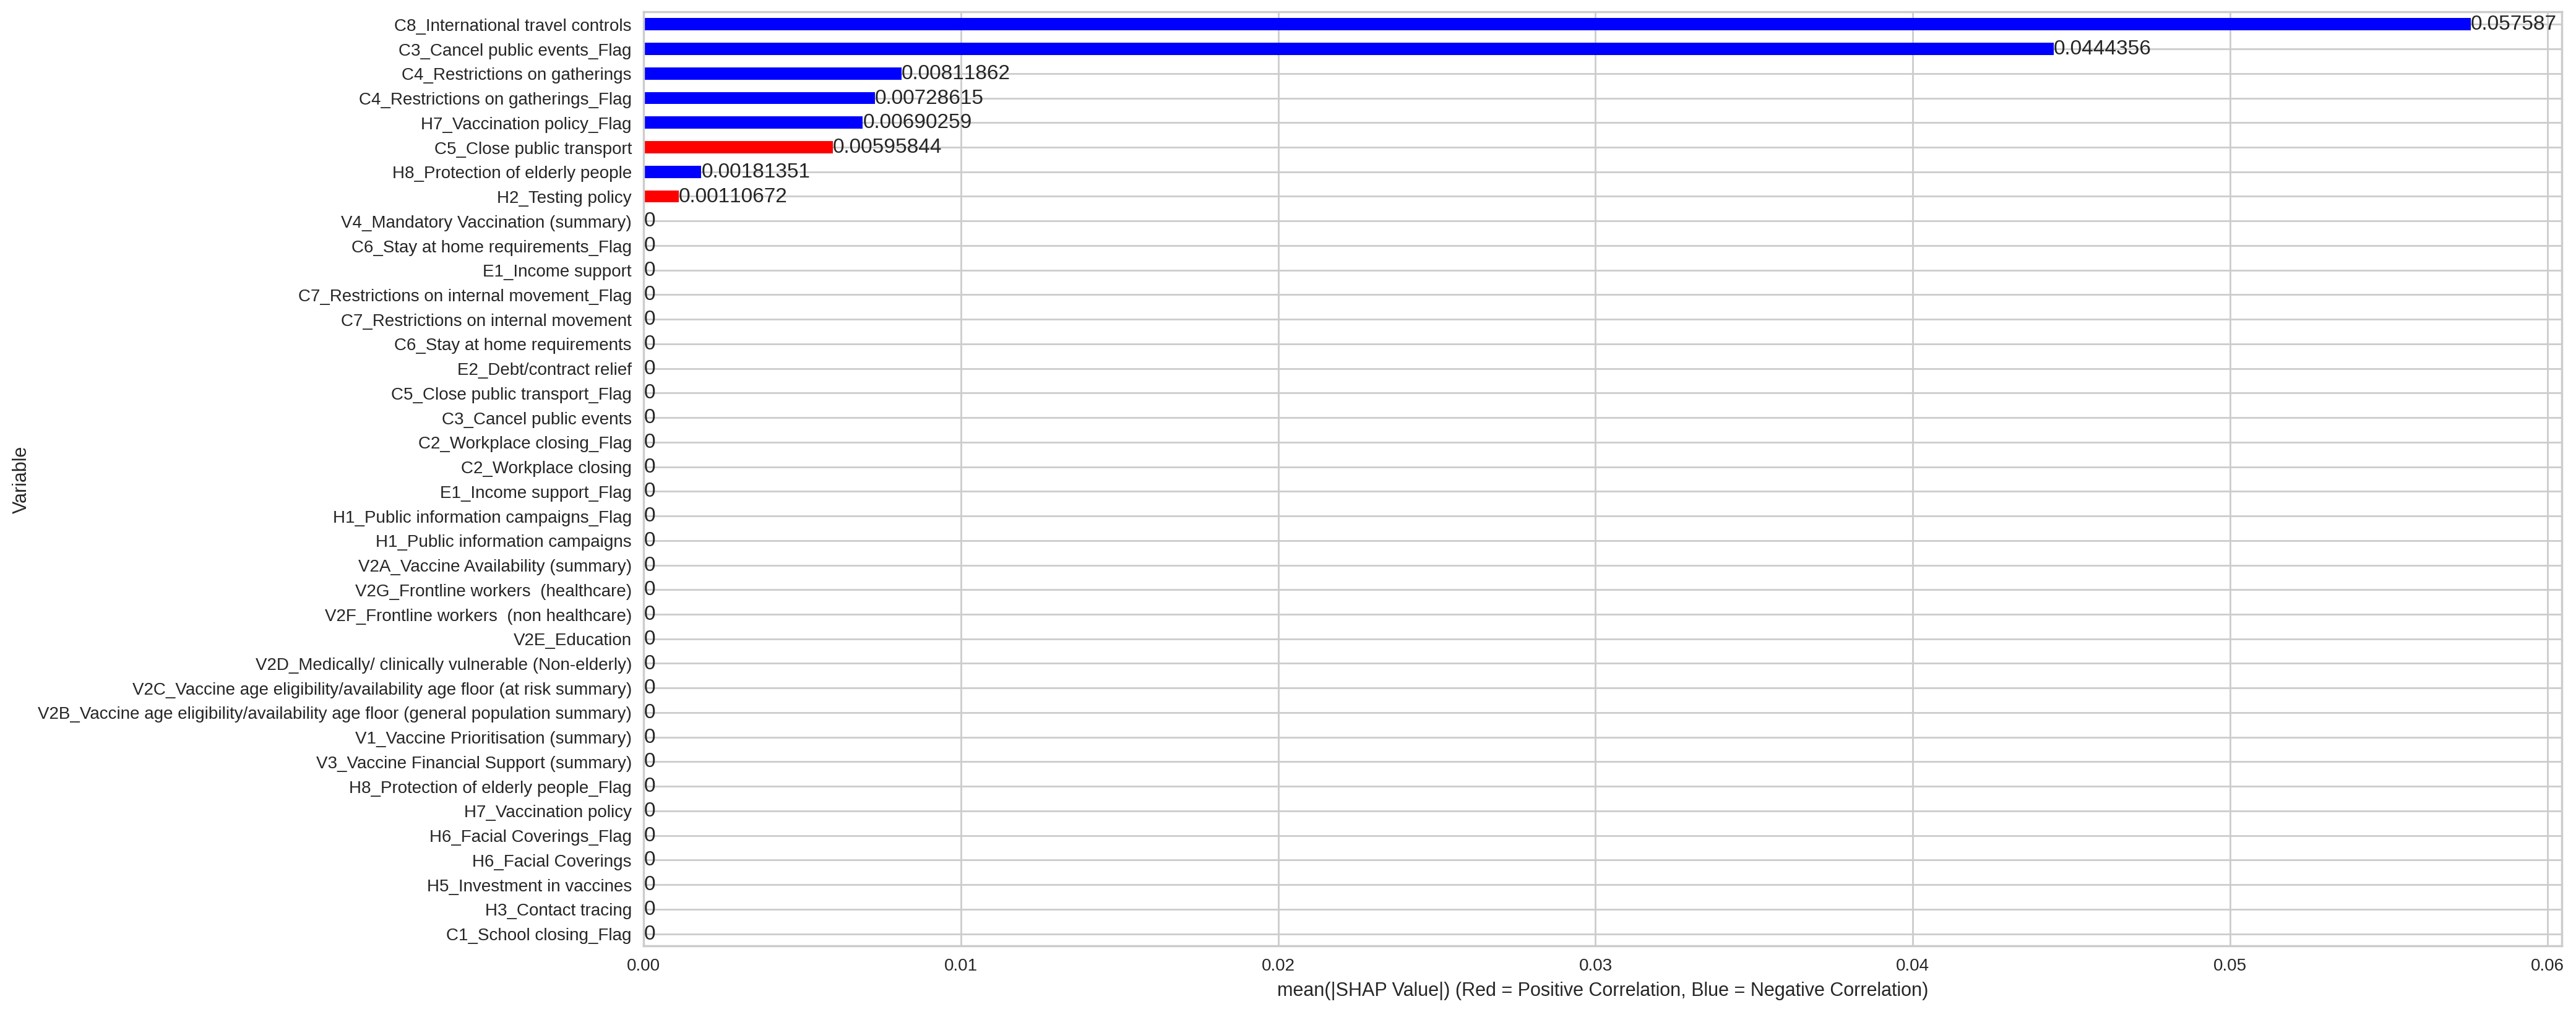 C8_International travel controls 0.057587
C3_Cancel public events_Flag 0.0444356
C4_Restrictions on gatherings 0.00811862
C4_Restrictions on gatherings_Flag 0.00728615
H7_Vaccination policy_Flag 0.00690259
C5_Close public transport 0.00595844
H8_Protection of elderly people 0.00181351
H2_Testing policy 0.00110672
V4_Mandatory Vaccination (summary) 0
C6_Stay at home requirements_Flag 0
E1_Income support 0
C7_Restrictions on internal movement_Flag 0
C7_Restrictions on internal movement 0
C6_Stay at home requirements 0
E2_Debt/contract relief 0
C5_Close public transport_Flag 0
C3_Cancel public events 0
C2_Workplace closing_Flag 0
C2_Workplace closing 0
E1_Income support_Flag 0
H1_Public information campaigns_Flag 0
H1_Public information campaigns 0
V2A_Vaccine Availability (summary) 0
V2G_Frontline workers  (healthcare) 0
V2F_Frontline workers  (non healthcare) 0
V2E_Education 0
V2D_Medically/ clinically vulnerable (Non-elderly) 0
V2C_Vaccine age eligibility/availability age floor (at risk summary) 0
V2B_Vaccine age eligibility/availability age floor (general population summary) 0
V1_Vaccine Prioritisation (summary) 0
V3_Vaccine Financial Support (summary) 0
H8_Protection of elderly people_Flag 0
H7_Vaccination policy 0
H6_Facial Coverings_Flag 0
H6_Facial Coverings 0
H5_Investment in vaccines 0
H3_Contact tracing 0
C1_School closing_Flag 0
Variable
0.00 0.01 0.02 0.03 0.04 0.05 0.06
mean(|SHAP Value|) (Red = Positive Correlation, Blue = Negative Correlation)